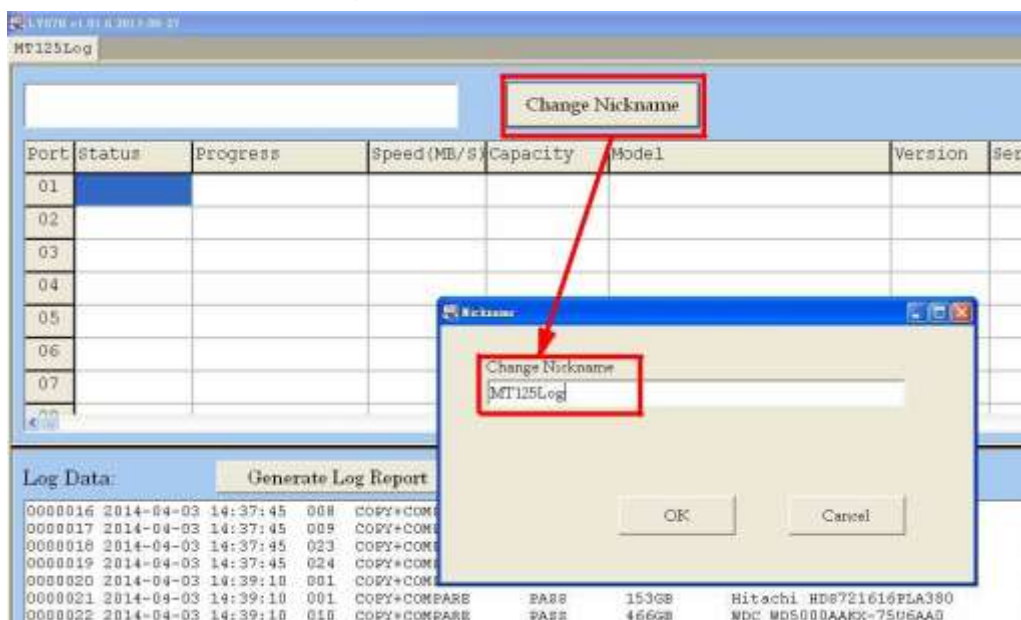 MT125Log
Change Nickname
Port Status Progress Speed(MB/S) Capacity Model Version Ser
01
02
03
04
05
06
07
Nickname
Change Nickname
MT125Log
OK Cancel
Log Data: Generate Log Report
0000016 2014-04-03 14:37:45 008 COPY+COM
0000017 2014-04-03 14:37:45 009 COPY+COM
0000018 2014-04-03 14:37:45 023 COPY+COM
0000019 2014-04-03 14:37:45 024 COPY+COM
0000020 2014-04-03 14:39:10 001 COPY+COM
0000021 2014-04-03 14:39:10 001 COPY+COMPARE PASS 153GB Hitachi HDS721616PLA380
0000022 2014-04-03 14:39:10 010 COPY+COMPARE PASS 466GB WDC WD5000AAKX-75U6AA0